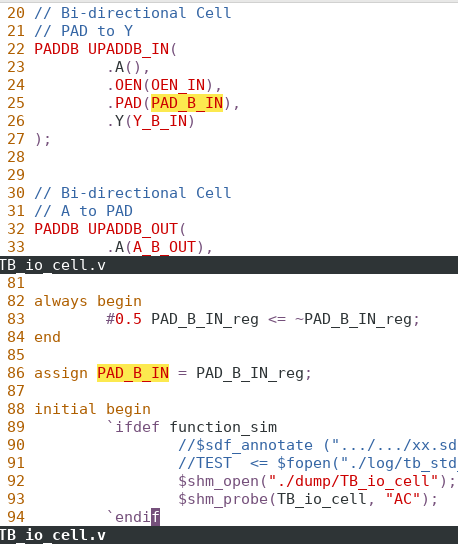 20 // Bi-directional Cell
21 // PAD to Y
22 PADDB UPADDB_IN(
23 .A(),
24 .OEN(OEN_IN),
25 .PAD(PAD_B_IN),
26 .Y(Y_B_IN)
27 );
28
29
30 // Bi-directional Cell
31 // A to PAD
32 PADDB UPADDB_OUT(
33 .A(A_B_OUT),
TB_io_cell.v
81
82 always begin
83 #0.5 PAD_B_IN_reg <= ~PAD_B_IN_reg;
84 end
85
86 assign PAD_B_IN = PAD_B_IN_reg;
87
88 initial begin
89 `ifdef function_sim
90 //$sdf_annotate (".../.../xx.sd
91 //TEST <= $fopen("./log/tb_std_
92 $shm_open("./dump/TB_io_cell");
93 $shm_probe(TB_io_cell, "AC");
94 `endif
TB_io_cell.v